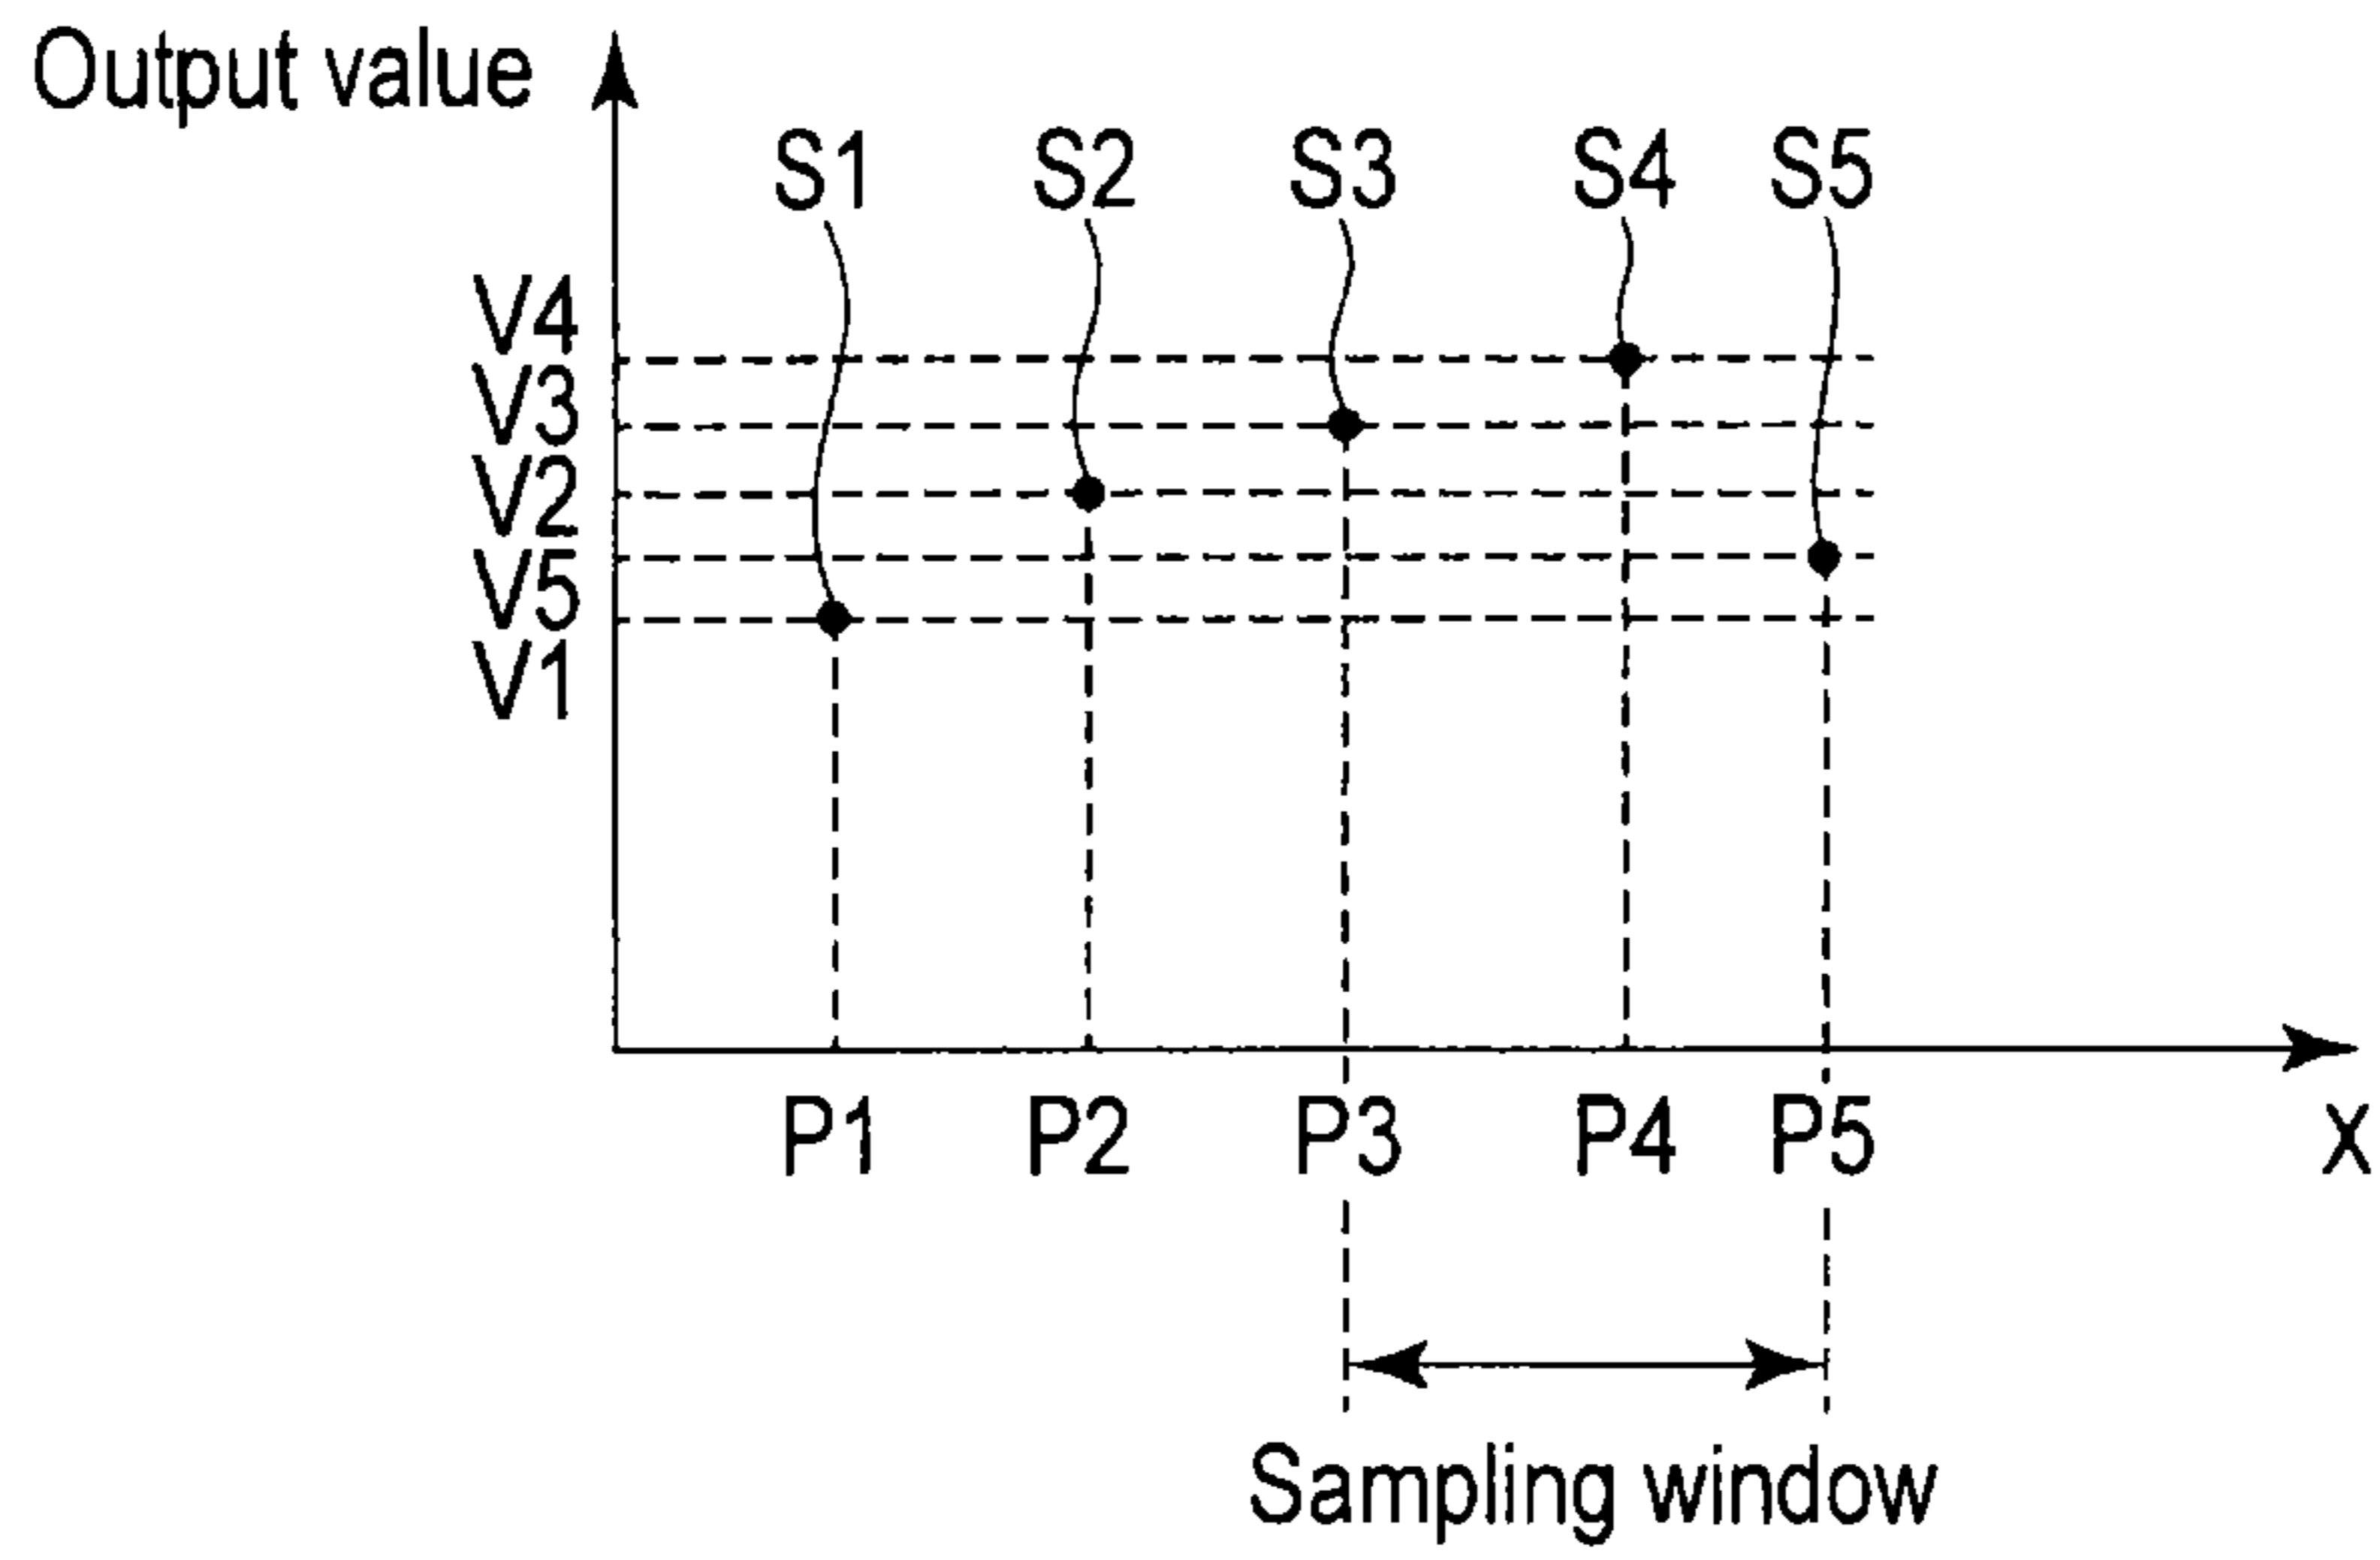 Output value
S1 S2 S3 S4 S5
V4
V3
V2
V5
V1
P1 P2 P3 P4 P5 X
Sampling window